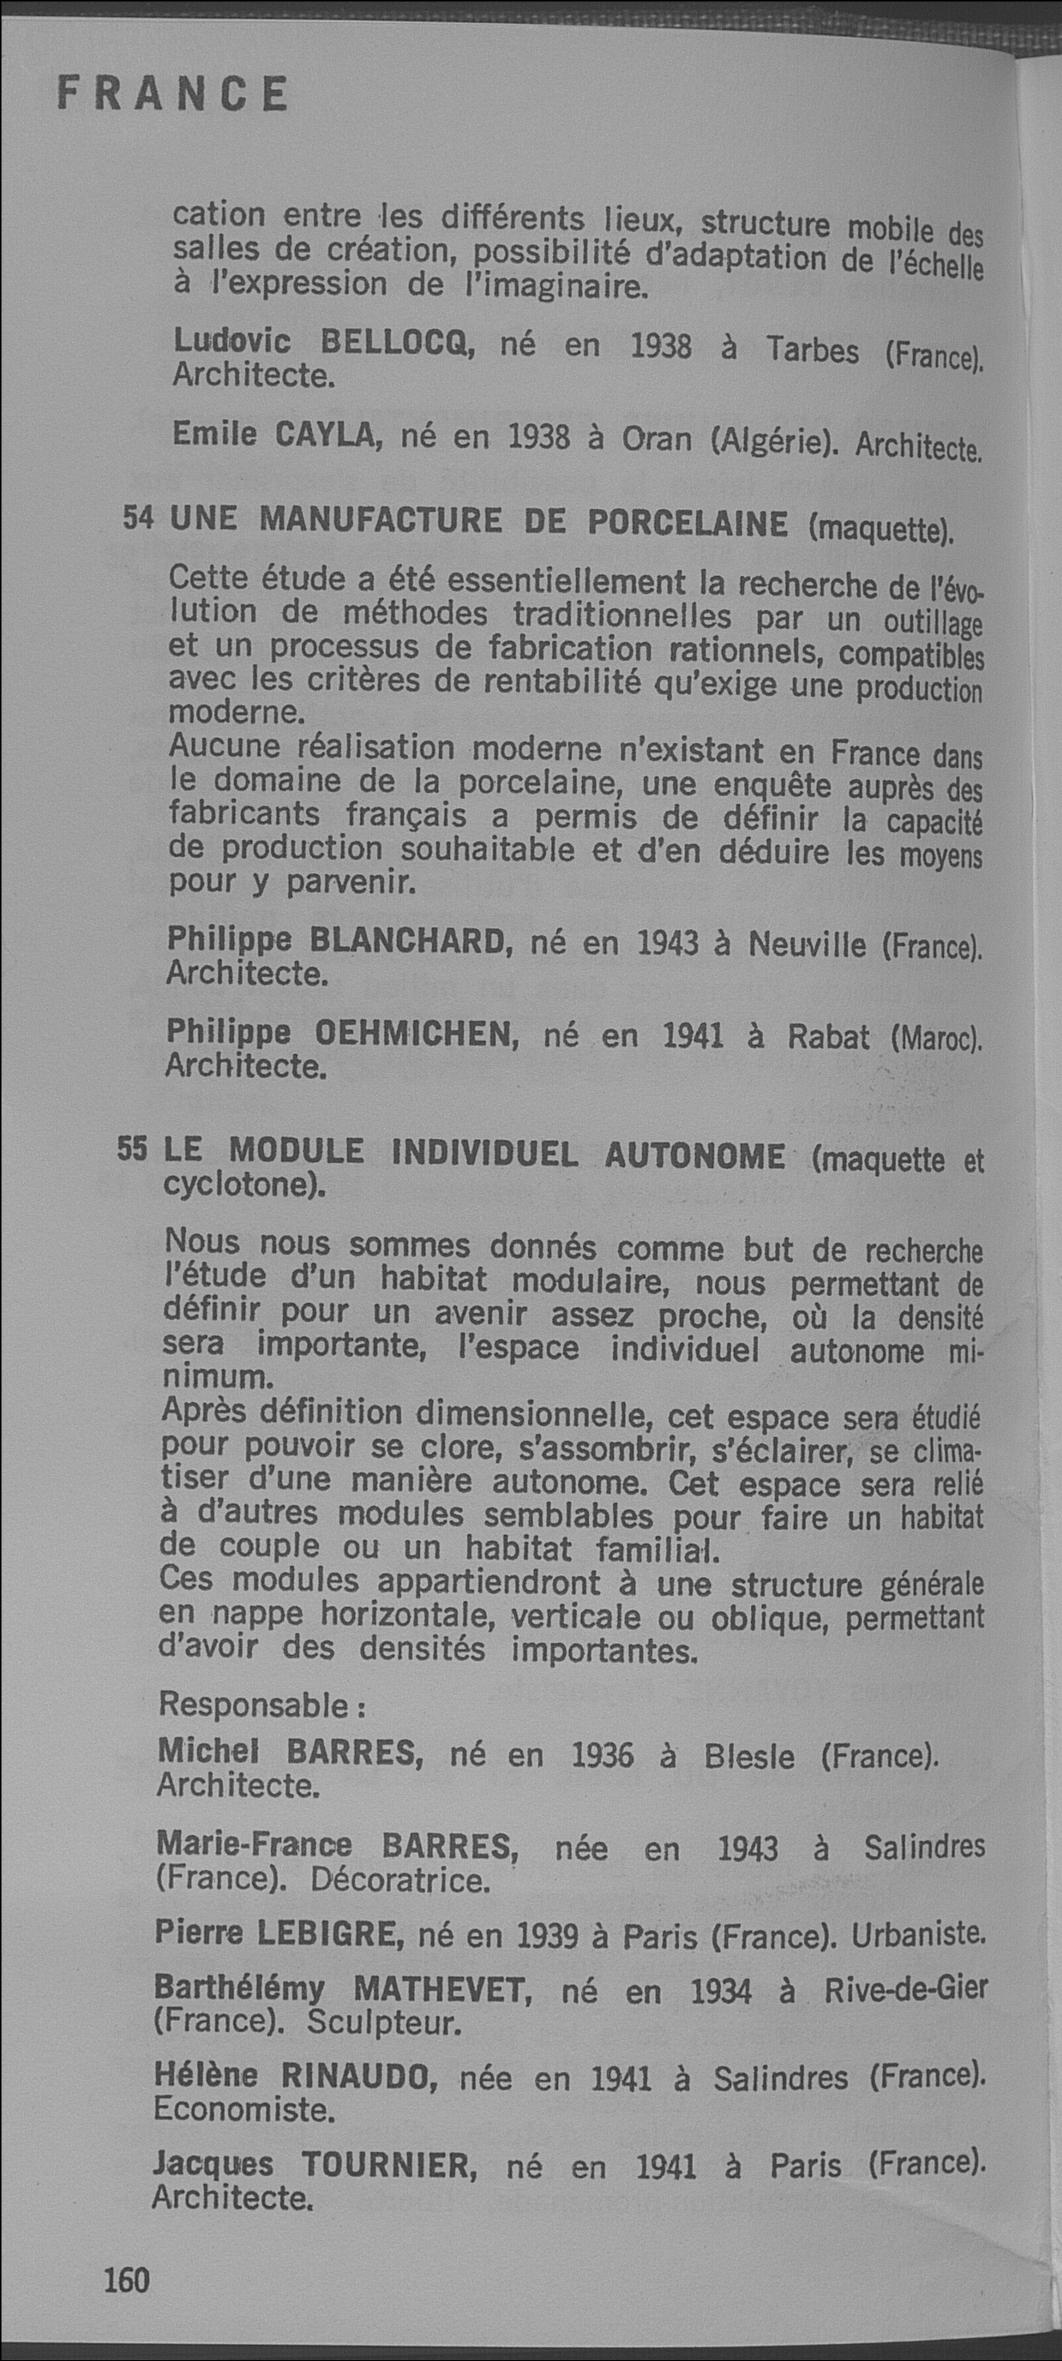 FRANCE
cation entre les différents lieux, structure mobile des
salles de création, possibilité d'adaptation de l'échelle
à l'expression de l'imaginaire.
Ludovic BELLOCQ, né en 1938 à Tarbes (France).
Architecte.
Emile CAYLA, né en 1938 à Oran (Algérie). Architecte.
54 UNE MANUFACTURE DE PORCELAINE (maquette).
Cette étude a été essentiellement la recherche de l'évo-
lution de méthodes traditionnelles par un outillage
et un processus de fabrication rationnels, compatibles
avec les critères de rentabilité qu'exige une production
moderne.
Aucune réalisation moderne n'existant en France dans
le domaine de la porcelaine, une enquête auprès des
fabricants français a permis de définir la capacité
de production souhaitable et d'en déduire les moyens
pour y parvenir.
Philippe BLANCHARD, né en 1943 à Neuville (France).
Architecte.
Philippe OEHMICHEN, né en 1941 à Rabat (Maroc).
Architecte.
55 LE MODULE INDIVIDUEL AUTONOME (maquette et
cyclotone).
Nous nous sommes donnés comme but de recherche
l'étude d'un habitat modulaire, nous permettant de
définir pour un avenir assez proche, où la densité
sera importante, l'espace individuel autonome mi-
nimum.
Après définition dimensionnelle, cet espace sera étudié
pour pouvoir se clore, s'assombrir, s'éclairer, se clima-
tiser d'une manière autonome. Cet espace sera relié
à d'autres modules semblables pour faire un habitat
de couple ou un habitat familial.
Ces modules appartiendront à une structure générale
en nappe horizontale, verticale ou oblique, permettant
d'avoir des densités importantes.
Responsable :
Michel BARRES, né en 1936 à Blesle (France).
Architecte.
Marie-France BARRES, née en 1943 à Salindres
(France). Décoratrice.
Pierre LEBIGRE, né en 1939 à Paris (France). Urbaniste.
Barthélémy MATHEVET, né en 1934 à Rive-de-Gier
(France). Sculpteur.
Hélène RINAUDO, née en 1941 à Salindres (France).
Economiste.
Jacques TOURNIER, né en 1941 à Paris (France).
Architecte.
160